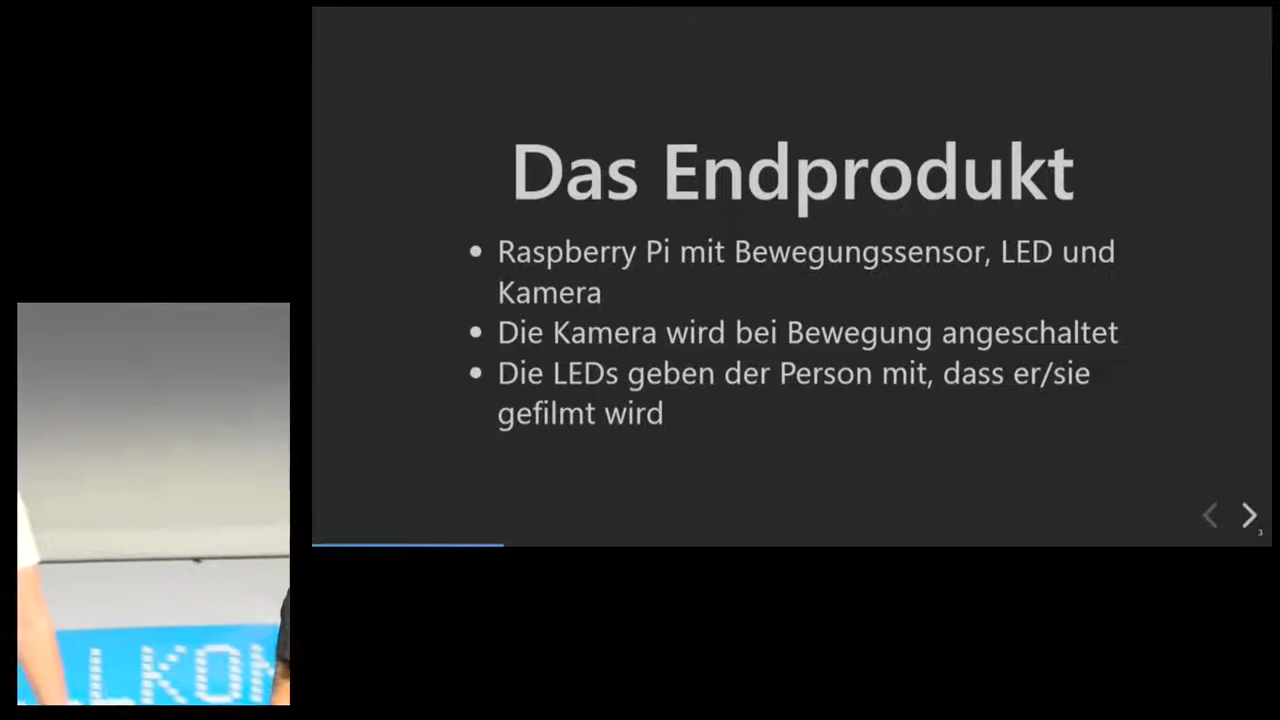 Das Endprodukt
• Raspberry Pi mit Bewegungssensor, LED und
Kamera
• Die Kamera wird bei Bewegung angeschaltet
• Die LEDs geben der Person mit, dass er/sie
gefilmt wird
3
LKOM